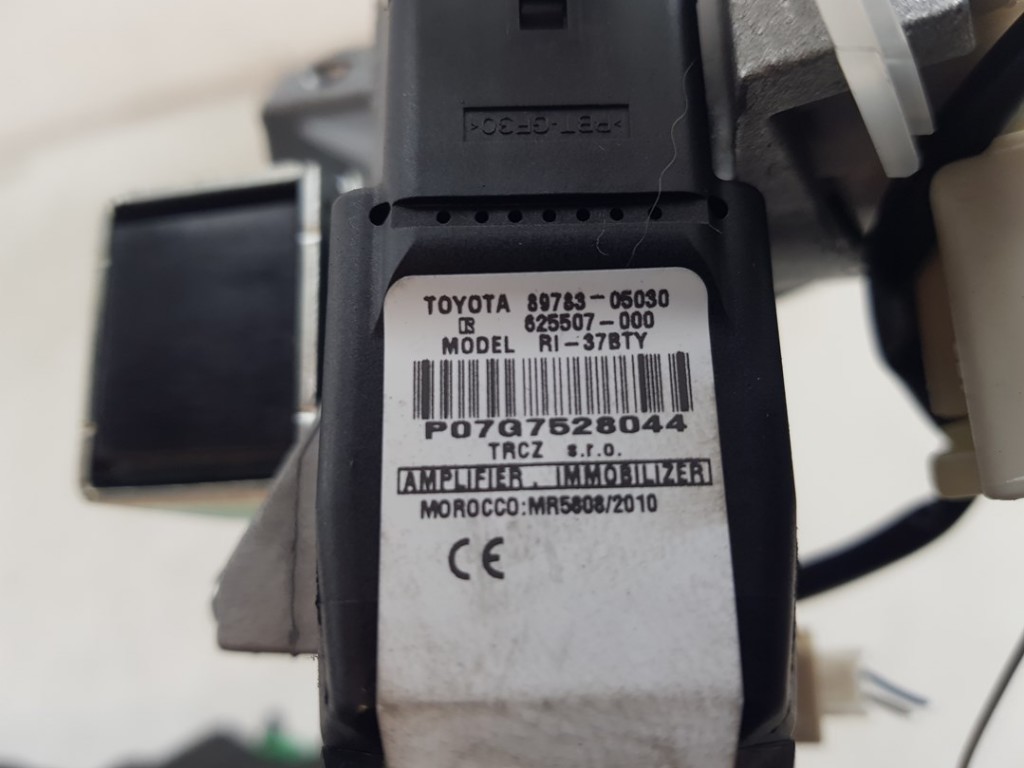 >PBT-GF30<
TOYOTA 89783-05030
R 625507-000
MODEL RI-37BTY
P07G7528044
TRCZ s.r.o.
AMPLIFIER, IMMOBILIZER
MOROCCO:MR5808/2010
CE